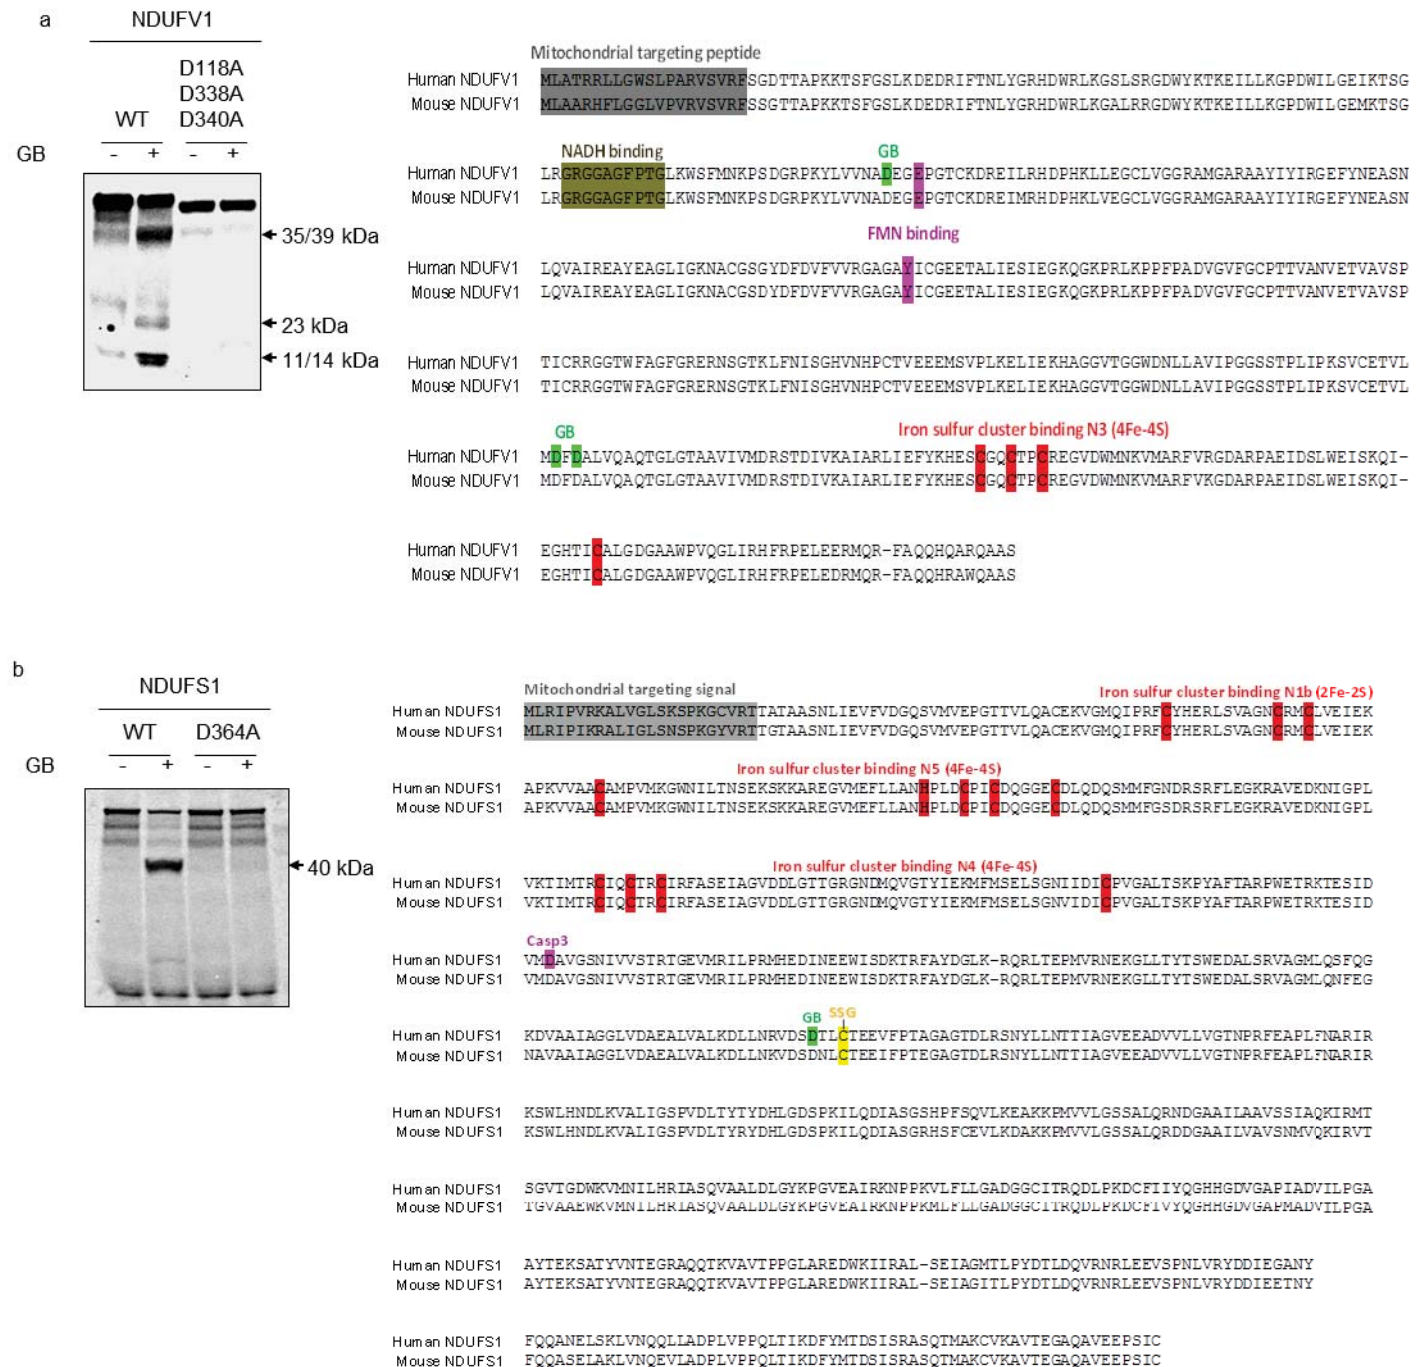 a
NDUFV1
D118A
D338A
WT D340A
GB - + - +
35/39 kDa
23 kDa
11/14 kDa
Mitochondrial targeting peptide
Human NDUFV1 MLATRRLLGWSLPARVSVRFSGDTTAPKKTSFGSLKDEDRIFTNLYGRHDWRLKGSLSRGDWYKTKEILLKGPDWILGEIKTSG
Mouse NDUFV1 MLAARHFLGGLVPVRVSVRFSSGTTAPKKTSFGSLKDEDRIFTNLYGRHDWRLKGALRRGDWYKTKEILLKGPDWILGEMKTSG
NADH binding GB
Human NDUFV1 LRGRGGAGFPTGLKWSFMNKPSDGRPKYLVVNADEGEPGTCKDREILRHDPHKLLEGCLVGGRAMGARAAYIYIRGEFYNEASN
Mouse NDUFV1 LRGRGGAGFPTGLKWSFMNKPSDGRPKYLVVNADEGEPGTCKDREIMRHDPHKLVEGCLVGGRAMGARAAYIYIRGEFYNEASN
FMN binding
Human NDUFV1 LQVAIREAYEAGLIGKNACGSGYDFDVFVVRGAGAYICGEETALIESIEGKQGKPRLKPPFPADVGVFGCPTTVANVETVAVSP
Mouse NDUFV1 LQVAIREAYEAGLIGKNACGSDYDFDVFVVRGAGAYICGEETALIESIEGKQGKPRLKPPFPADVGVFGCPTTVANVETVAVSP
Human NDUFV1 TICRRGGTWFAGFGRERNSGTKLFNISGHVNHPCTVEEEMSVPLKELIEKHAGGVTGGWDNLLAVIPGGSSTPLIPKSVCETVL
Mouse NDUFV1 TICRRGGTWFAGFGRERNSGTKLFNISGHVNHPCTVEEEMSVPLKELIEKHAGGVTGGWDNLLAVIPGGSSTPLIPKSVCETVL
GB Iron sulfur cluster binding N3 (4Fe-4S)
Human NDUFV1 MDFDALVQAQTGLGTAAVIVMDRSTDIVKAIARLIEFYKHESCGQCTPCREGVDWMNKVMARFVRGDARPAEIDSLWEISKQI-
Mouse NDUFV1 MDFDALVQAQTGLGTAAVIVMDRSTDIVKAIARLIEFYKHESCGQCTPCREGVDWMNKVMARFVKGDARPAEIDSLWEISKQI-
Human NDUFV1 EGHTICALGDGAAWPVQGLIRHFRPELEERMQR-FAQQHQARQAAS
Mouse NDUFV1 EGHTICALGDGAAWPVQGLIRHFRPELEDRMQR-FAQQHRAWQAAS
b
NDUFS1
WT D364A
GB - + - +
40 kDa
Mitochondrial targeting signal Iron sulfur cluster binding N1b (2Fe-2S)
Human NDUFS1 MLRIPVRKALVGLSKSPKGCVRTTATAASNLIEVFVDGQSVMVEPGTTVLQACEKVGMQIPRFCYHERLSVAGNCRMCLVEIEK
Mouse NDUFS1 MLRIPIKRALIGLSNSPKGYVRTTGTAASNLIEVFVDGQSVMVEPGTTVLQACEKVGMQIPRFCYHERLSVAGNCRMCLVEIEK
Iron sulfur cluster binding N5 (4Fe-4S)
Human NDUFS1 APKVVAACAMPVMKGWNILTNSEKSKKAREGVMEFLLANHPLDCPICDQGGECDLQDQSMMFGNDRSRFLEGKRAVEDKNIGPL
Mouse NDUFS1 APKVVAACAMPVMKGWNILTNSEKSKKAREGVMEFLLANHPLDCPICDQGGECDLQDQSMMFGSDRSRFLEGKRAVEDKNIGPL
Iron sulfur cluster binding N4 (4Fe-4S)
Human NDUFS1 VKTIMTRCIQCTRCIRFASEIAGVDDLGTTGRGNDMQVGTYIEKMFMSELSGNIIDICPVGALTSKPYAFTARPWETRKTESID
Mouse NDUFS1 VKTIMTRCIQCTRCIRFASEIAGVDDLGTTGRGNDMQVGTYIEKMFMSELSGNVIDICPVGALTSKPYAFTARPWETRKTESID
Casp3
Human NDUFS1 VMDAVGSNIVVSTRTGEVMRILPRMHEDINEEWISDKTRFAYDGLK-RQRLTEPMVRNEKGLLTYTSWEDALSRVAGMLQSFQG
Mouse NDUFS1 VMDAVGSNIVVSTRTGEVMRILPRMHEDINEEWISDKTRFAYDGLK-RQRLTEPMVRNEKGLLTYTSWEDALSRVAGMLQNFEG
GB SSG
Human NDUFS1 KDVAAIAGGLVDAEALVALKDLLNRVDSDTLCTEEVFPTAGAGTDLRSNYLLNTTIAGVEEADVVLLVGTNPRFEAPLFNARIR
Mouse NDUFS1 NAVAAIAGGLVDAEALVALKDLLNKVDSDNLCTEEIFPTEGAGTDLRSNYLLNTTIAGVEEADVVLLVGTNPRFEAPLFNARIR
Human NDUFS1 KSWLHNDLKVALIGSPVDLTYTYDHLGDSPKILQDIASGSHPFSQVLKEAKKPMVVLGSSALQRNDGAAILAAVSSIAQKIRMT
Mouse NDUFS1 KSWLHNDLKVALIGSPVDLTYRYDHLGDSPKILQDIASGRHSFCEVLKDAKKPMVVLGSSALQRDDGAAILVAVSNMVQKIRVT
Human NDUFS1 SGVTGDWKVMNILHRIASQVAALDLGYKPGVEAIRKNPPKVLFLLGADGGCITRQDLPKDCFIIYQGHHGDVGAPIADVILPGA
Mouse NDUFS1 TGVAAEWKVMNILHRIASQVAALDLGYKPGVEAIRKNPPKMLFLLGADGGCITRQDLPKDCFIVYQGHHGDVGAPMADVILPGA
Human NDUFS1 AYTEKSATYVNTEGRAQQTKVAVTPPGLAREDWKIIRAL-SEIAGMTLPYDTLDQVRNRLEEVSPNLVRYDDIEGANY
Mouse NDUFS1 AYTEKSATYVNTEGRAQQTKVAVTPPGLAREDWKIIRAL-SEIAGITLPYDTLDQVRNRLEEVSPNLVRYDDIEETNY
Human NDUFS1 FQQANELSKLVNQQLLADPLVPPQLTIKDFYMTDSISRASQTMAKCVKAVTEGAQAVEEPSIC
Mouse NDUFS1 FQQASELAKLVNQEVLADPLVPPQLTIKDFYMTDSISRASQTMAKCVKAVTEGAQAVEEPSIC